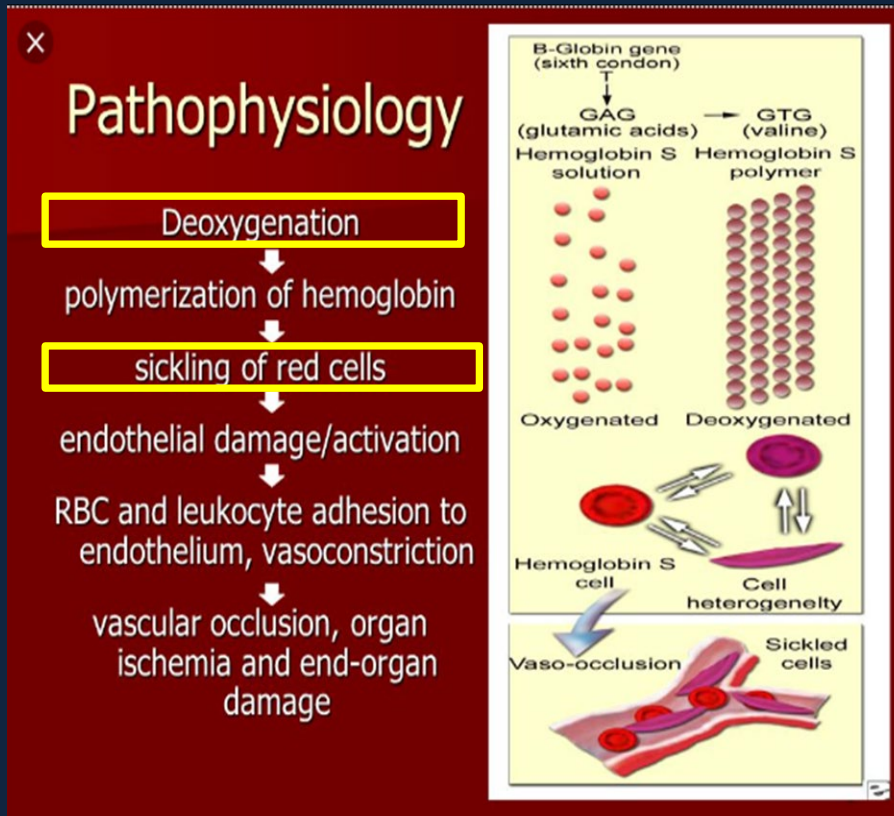 X
Pathophysiology
Deoxygenation
polymerization of hemoglobin
sickling of red cells
endothelial damage/activation
RBC and leukocyte adhesion to
endothelium, vasoconstriction
vascular occlusion, organ
ischemia and end-organ
damage
B-Globin gene
(sixth condon)
GAG → GTG
(glutamic acids) (valine)
Hemoglobin S Hemoglobin S
solution polymer
Oxygenated Deoxygenated
Hemoglobin S
cell
Cell
heterogenelty
Vaso-occlusion
Sickled
cells